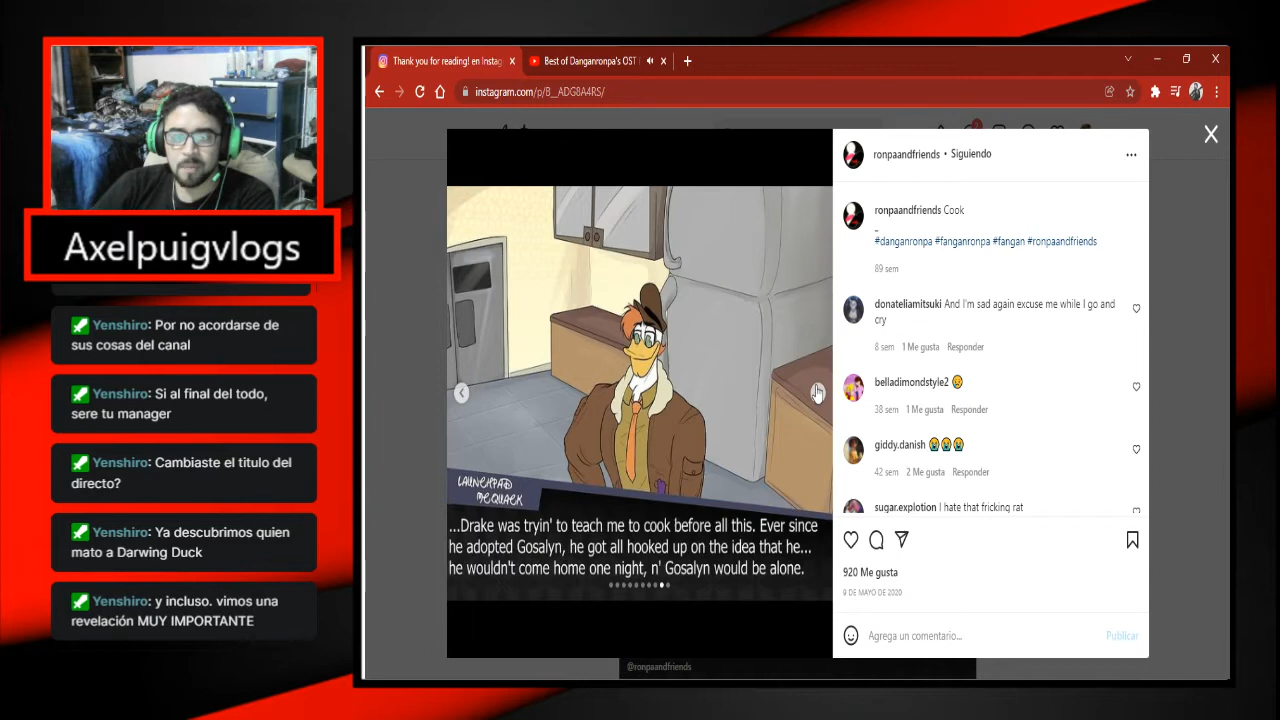 Thank you for reading! en Instag
Best of Danganronpa's OST
instagram.com/p/B__ADG8A4RS/
Axelpuigvlogs
Yenshiro: Por no acordarse de
sus cosas del canal
Yenshiro: Si al final del todo,
sere tu manager
Yenshiro: Cambiaste el titulo del
directo?
Yenshiro: Ya descubrimos quien
mato a Darwing Duck
Yenshiro: y incluso. vimos una
revelación MUY IMPORTANTE
LAUNCHPAD
MCQUACK
...Drake was tryin' to teach me to cook before all this. Ever since
he adopted Gosalyn, he got all hooked up on the idea that he...
he wouldn't come home one night, n' Gosalyn would be alone.
@ronpaandfriends
ronpaandfriends • Siguiendo
ronpaandfriends Cook
_
#danganronpa #fanganronpa #fangan #ronpaandfriends
89 sem
donateliamitsuki And I'm sad again excuse me while I go and
cry
8 sem 1 Me gusta Responder
belladimondstyle2 😢
38 sem 1 Me gusta Responder
giddy.danish 😭😭😭
42 sem 2 Me gusta Responder
sugar.explotion I hate that fricking rat
920 Me gusta
9 DE MAYO DE 2020
Agrega un comentario...
Publicar